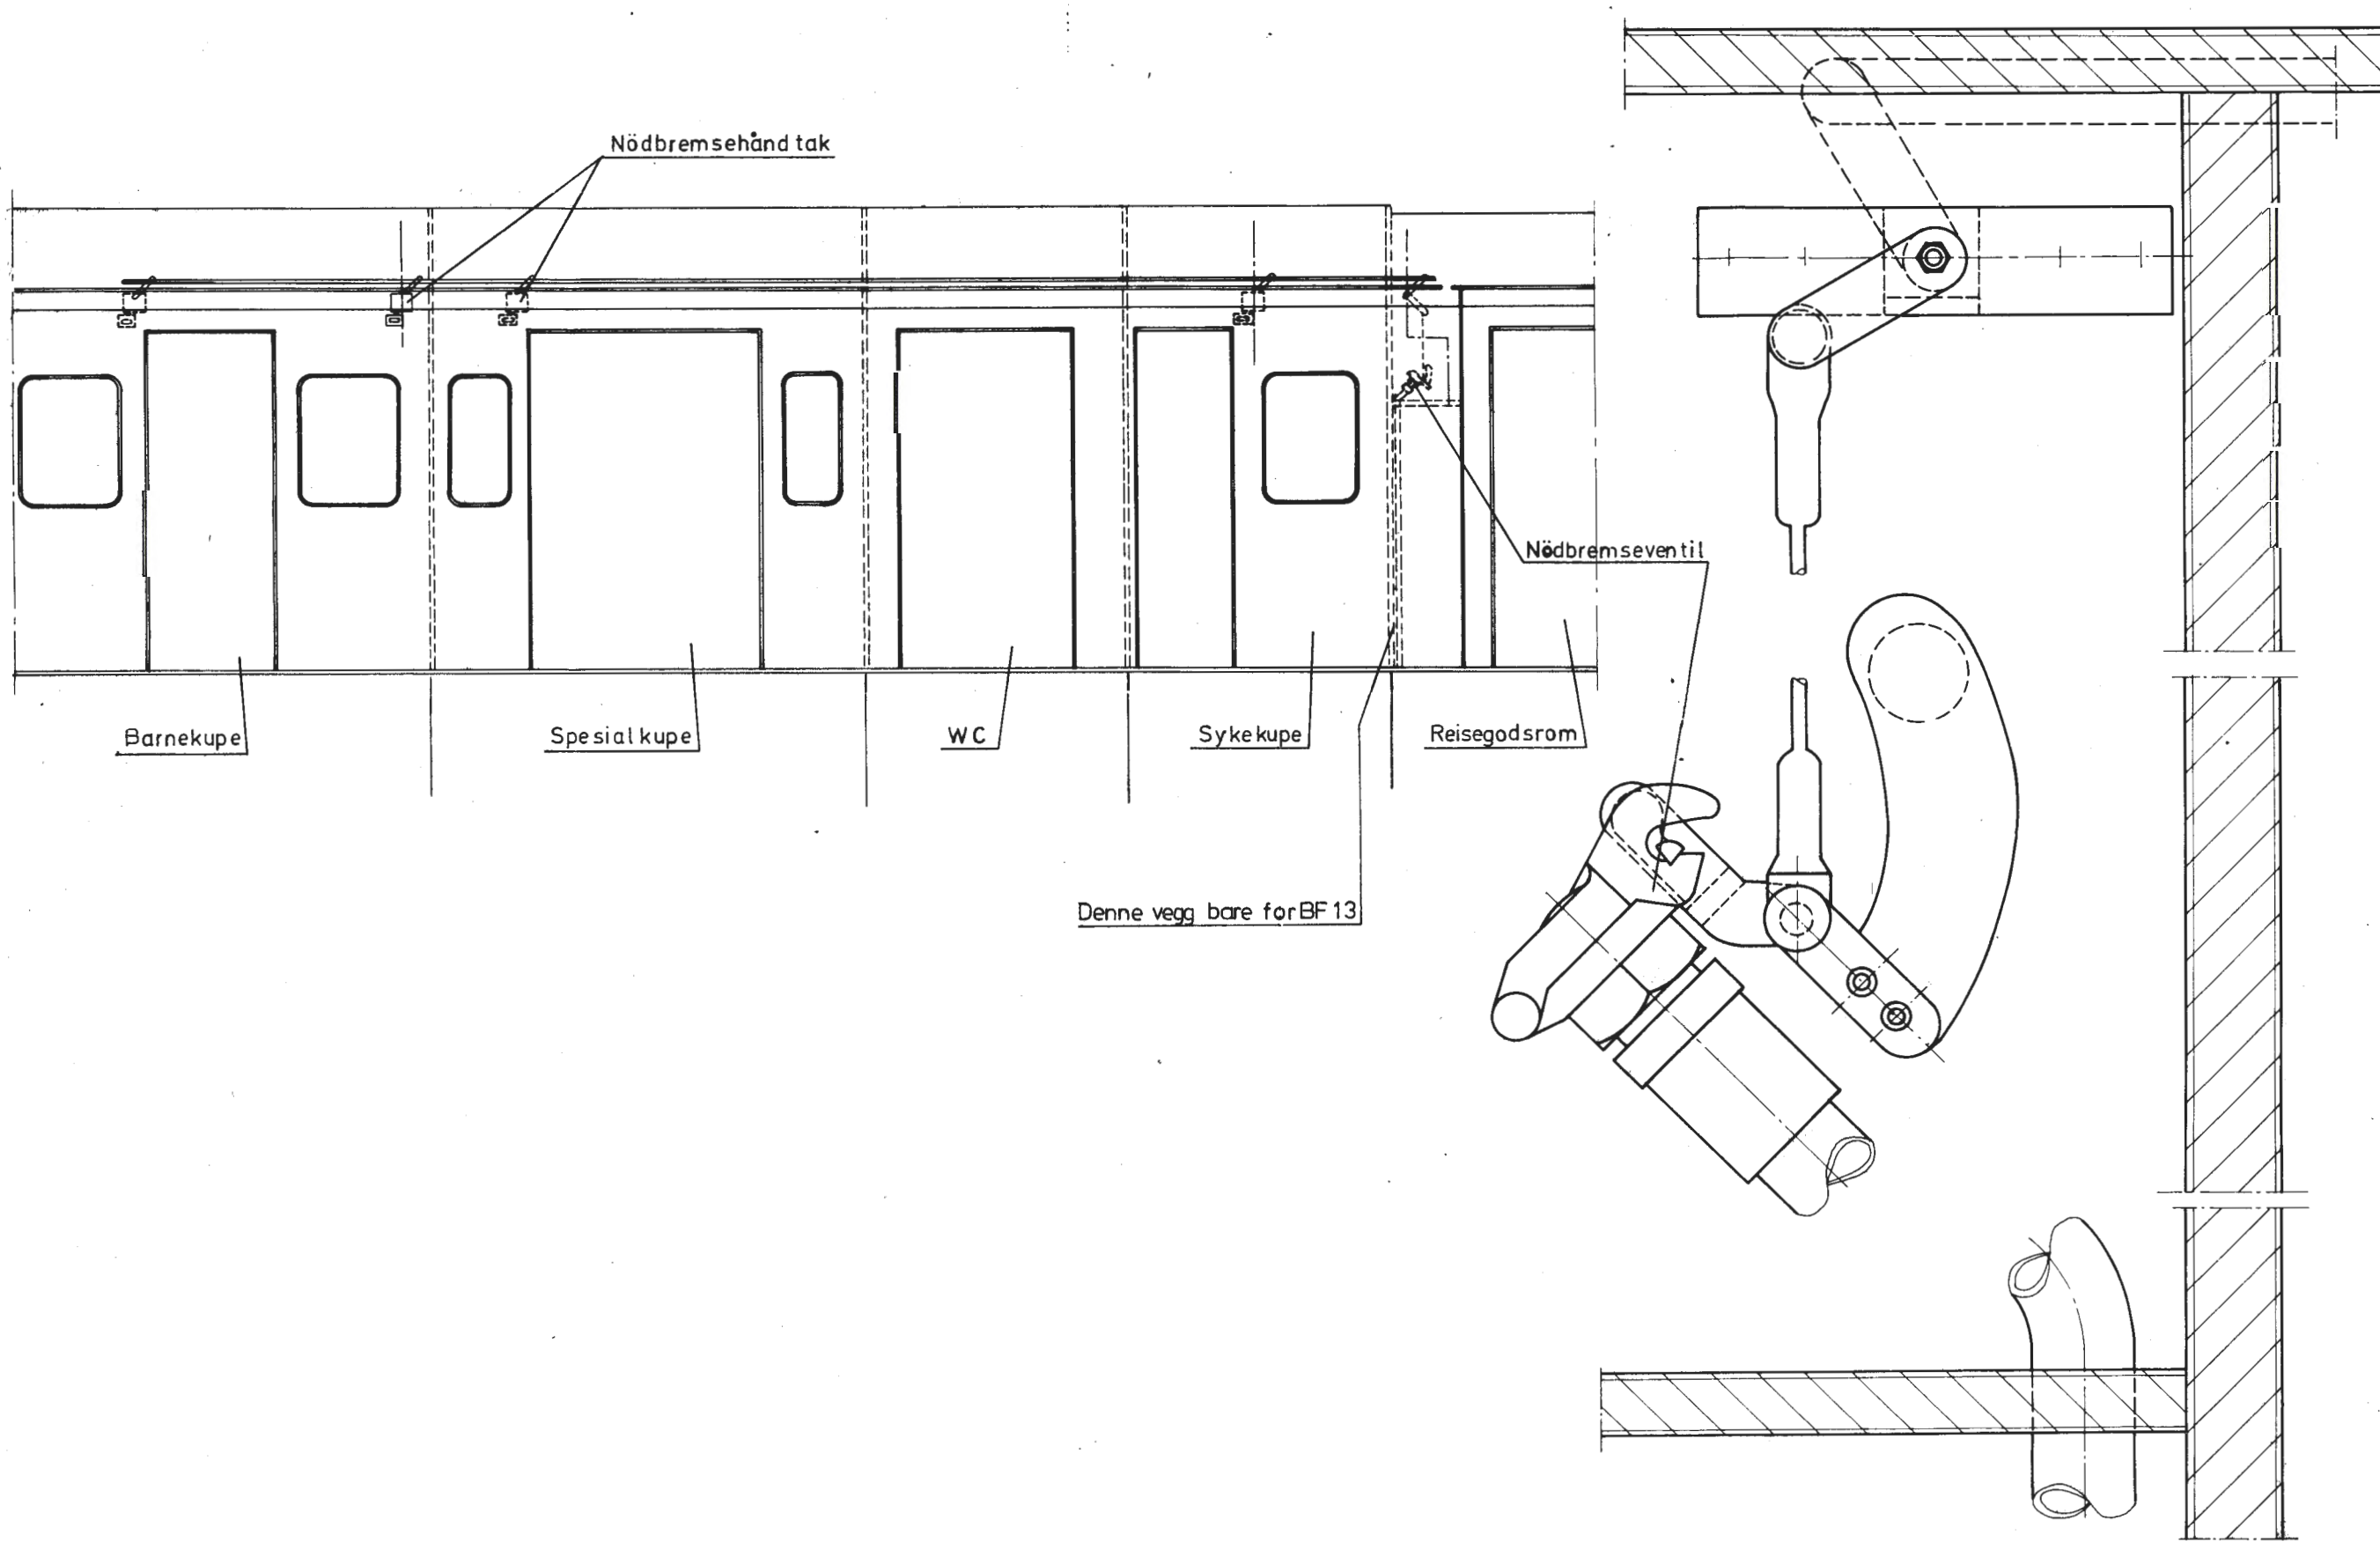 Nödbremsehåndtak
Nödbremseventil
Barnekupe
Spesialkupe
WC
Sykekupe
Reisegodsrom
Denne vegg bare for BF 13